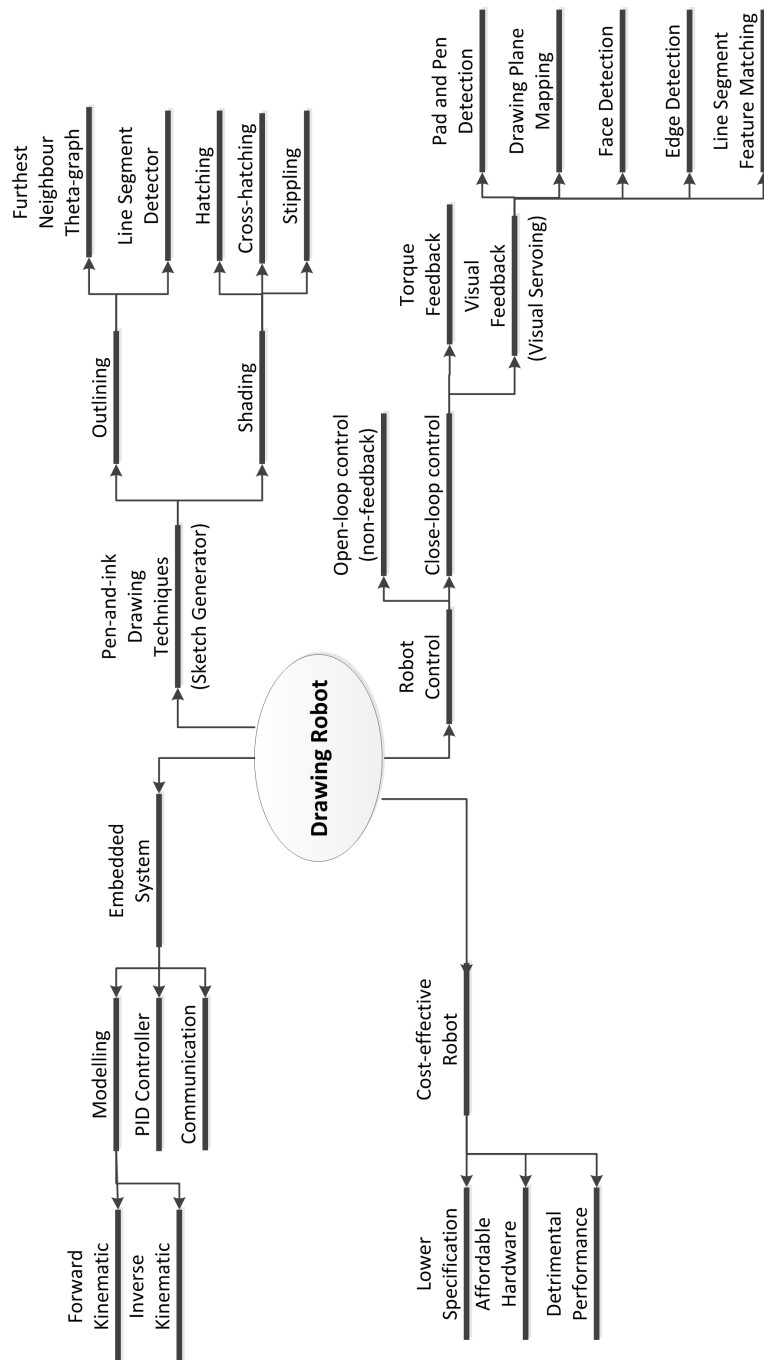 Drawing Robot
Embedded
System
Modelling
PID Controller
Communication
Forward
Kinematic
Inverse
Kinematic
Pen-and-ink
Drawing
Techniques
(Sketch Generator)
Outlining
Furthest
Neighbour
Theta-graph
Line Segment
Detector
Shading
Hatching
Cross-hatching
Stippling
Cost-effective
Robot
Lower
Specification
Affordable
Hardware
Detrimental
Performance
Robot
Control
Open-loop control
(non-feedback)
Close-loop control
Torque
Feedback
Visual
Feedback
(Visual Servoing)
Pad and Pen
Detection
Drawing Plane
Mapping
Face Detection
Edge Detection
Line Segment
Feature Matching